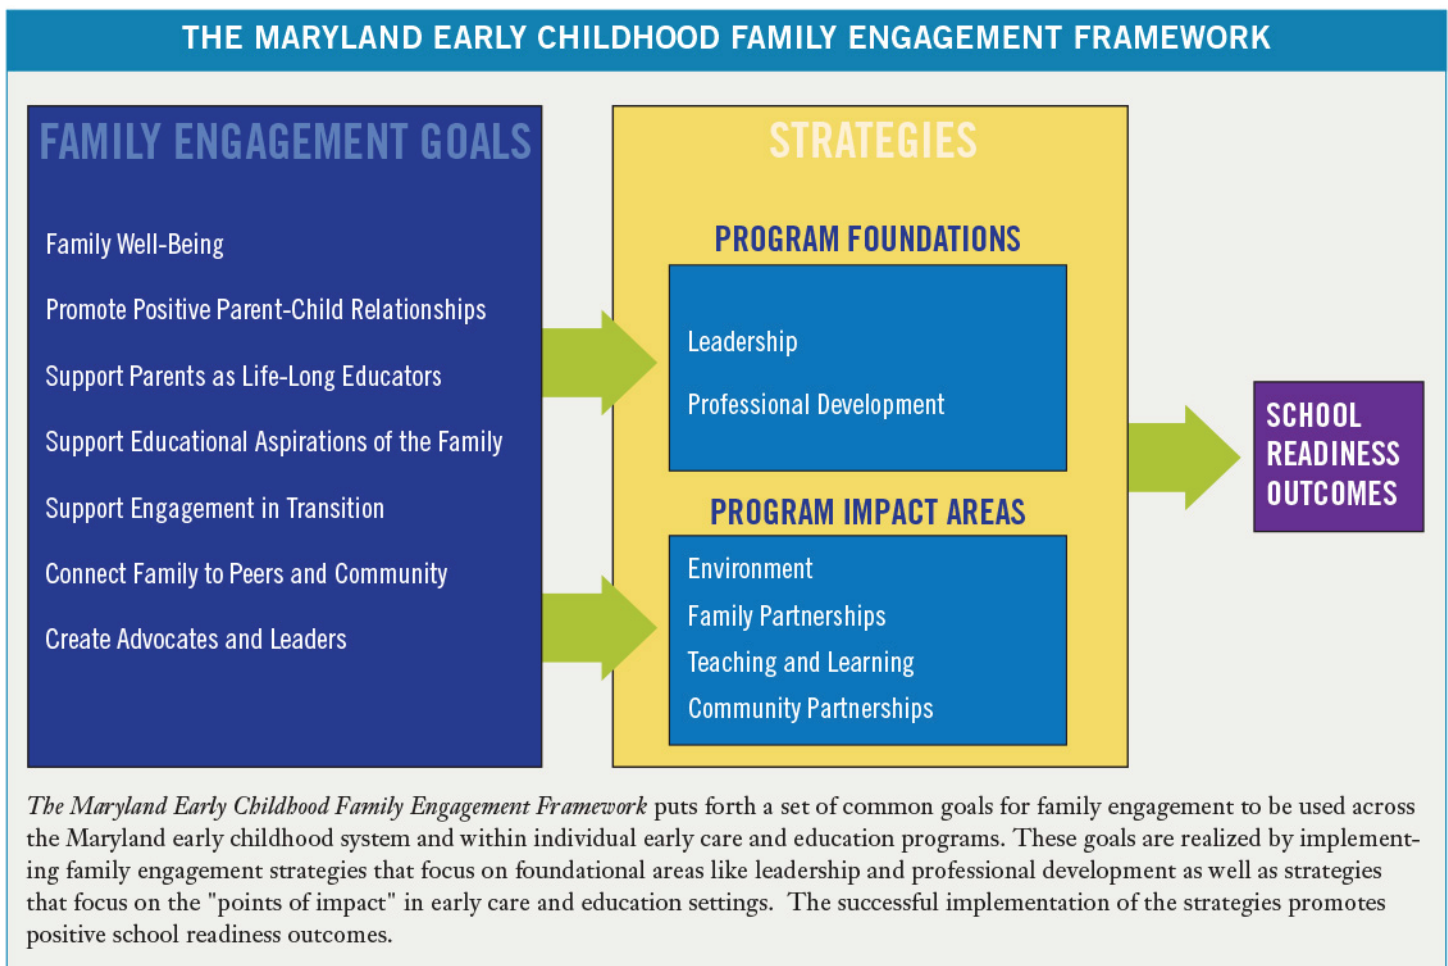 THE MARYLAND EARLY CHILDHOOD FAMILY ENGAGEMENT FRAMEWORK
FAMILY ENGAGEMENT GOALS
Family Well-Being
Promote Positive Parent-Child Relationships
Support Parents as Life-Long Educators
Support Educational Aspirations of the Family
Support Engagement in Transition
Connect Family to Peers and Community
Create Advocates and Leaders
STRATEGIES
PROGRAM FOUNDATIONS
Leadership
Professional Development
PROGRAM IMPACT AREAS
Environment
Family Partnerships
Teaching and Learning
Community Partnerships
SCHOOL
READINESS
OUTCOMES
The Maryland Early Childhood Family Engagement Framework puts forth a set of common goals for family engagement to be used across
the Maryland early childhood system and within individual early care and education programs. These goals are realized by implement-
ing family engagement strategies that focus on foundational areas like leadership and professional development as well as strategies
that focus on the "points of impact" in early care and education settings.  The successful implementation of the strategies promotes
positive school readiness outcomes.